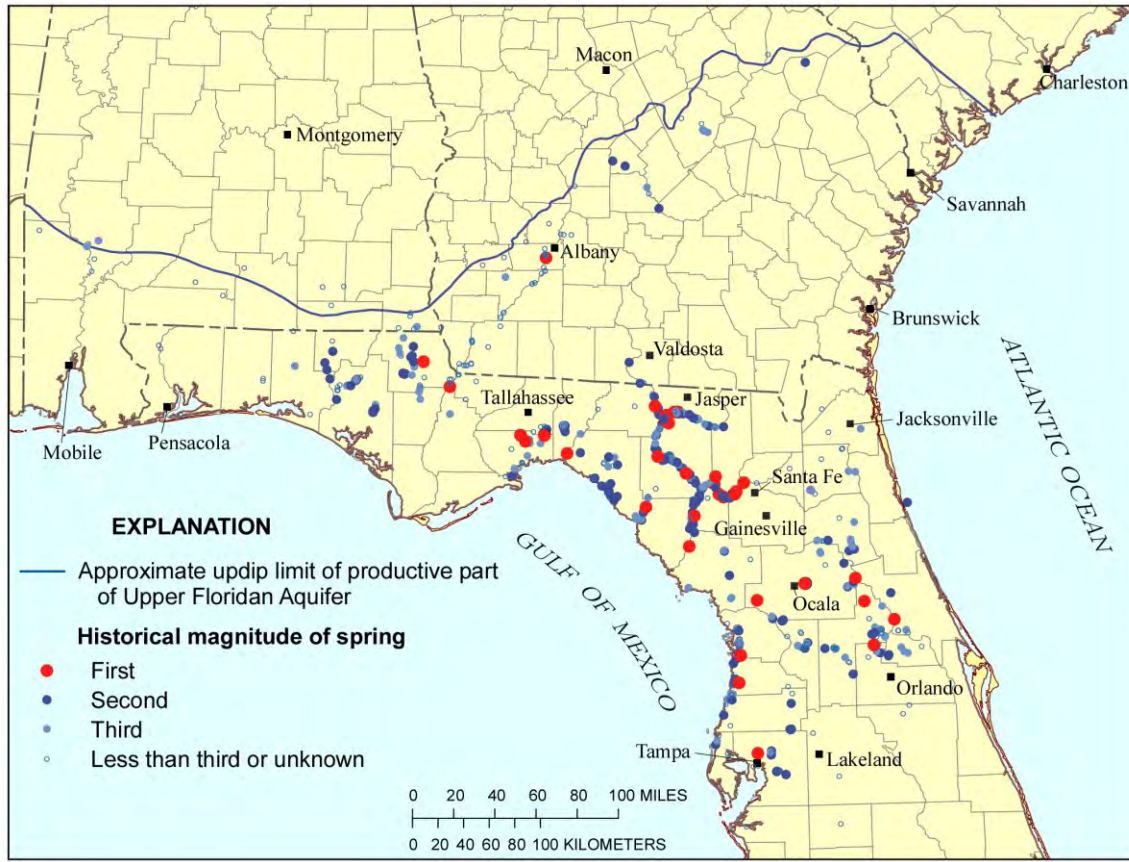 Macon
Charleston
Montgomery
Savannah
Albany
Brunswick
Valdosta
Tallahassee
Jasper
Jacksonville
Mobile
Pensacola
Santa Fe
Gainesville
ATLANTIC OCEAN
GULF OF MEXICO
Ocala
Orlando
Tampa
Lakeland
EXPLANATION
Approximate updip limit of productive part
of Upper Floridan Aquifer
Historical magnitude of spring
First
Second
Third
Less than third or unknown
0 20 40 60 80 100 MILES
0 20 40 60 80 100 KILOMETERS